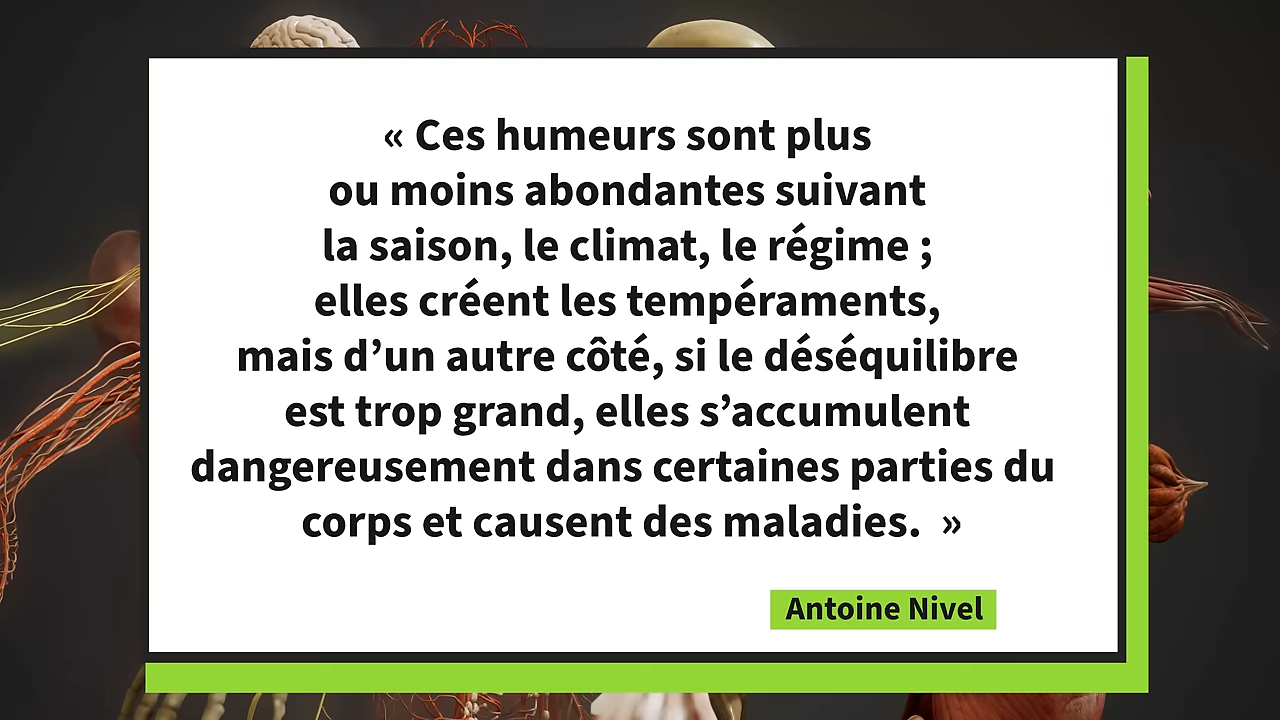 « Ces humeurs sont plus
ou moins abondantes suivant
la saison, le climat, le régime ;
elles créent les tempéraments,
mais d’un autre côté, si le déséquilibre
est trop grand, elles s’accumulent
dangereusement dans certaines parties du
corps et causent des maladies.  »
Antoine Nivel